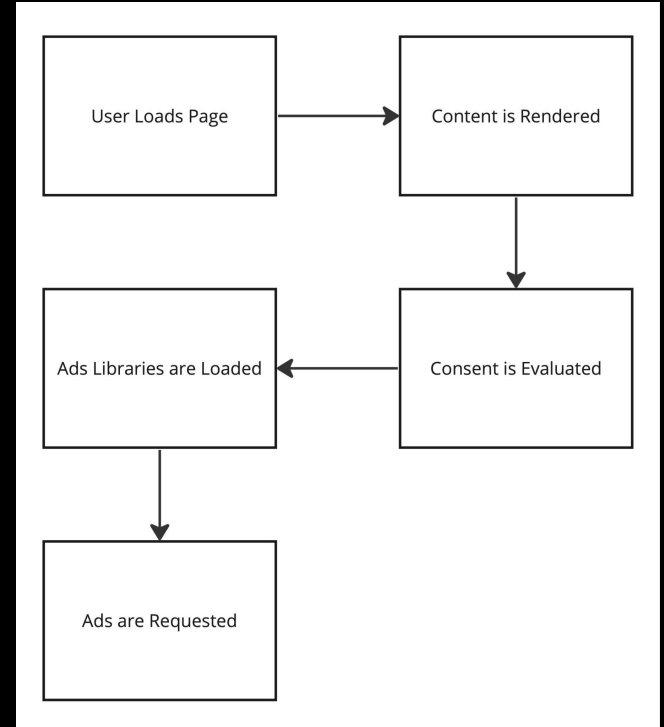 User Loads Page
Content is Rendered
Consent is Evaluated
Ads Libraries are Loaded
Ads are Requested